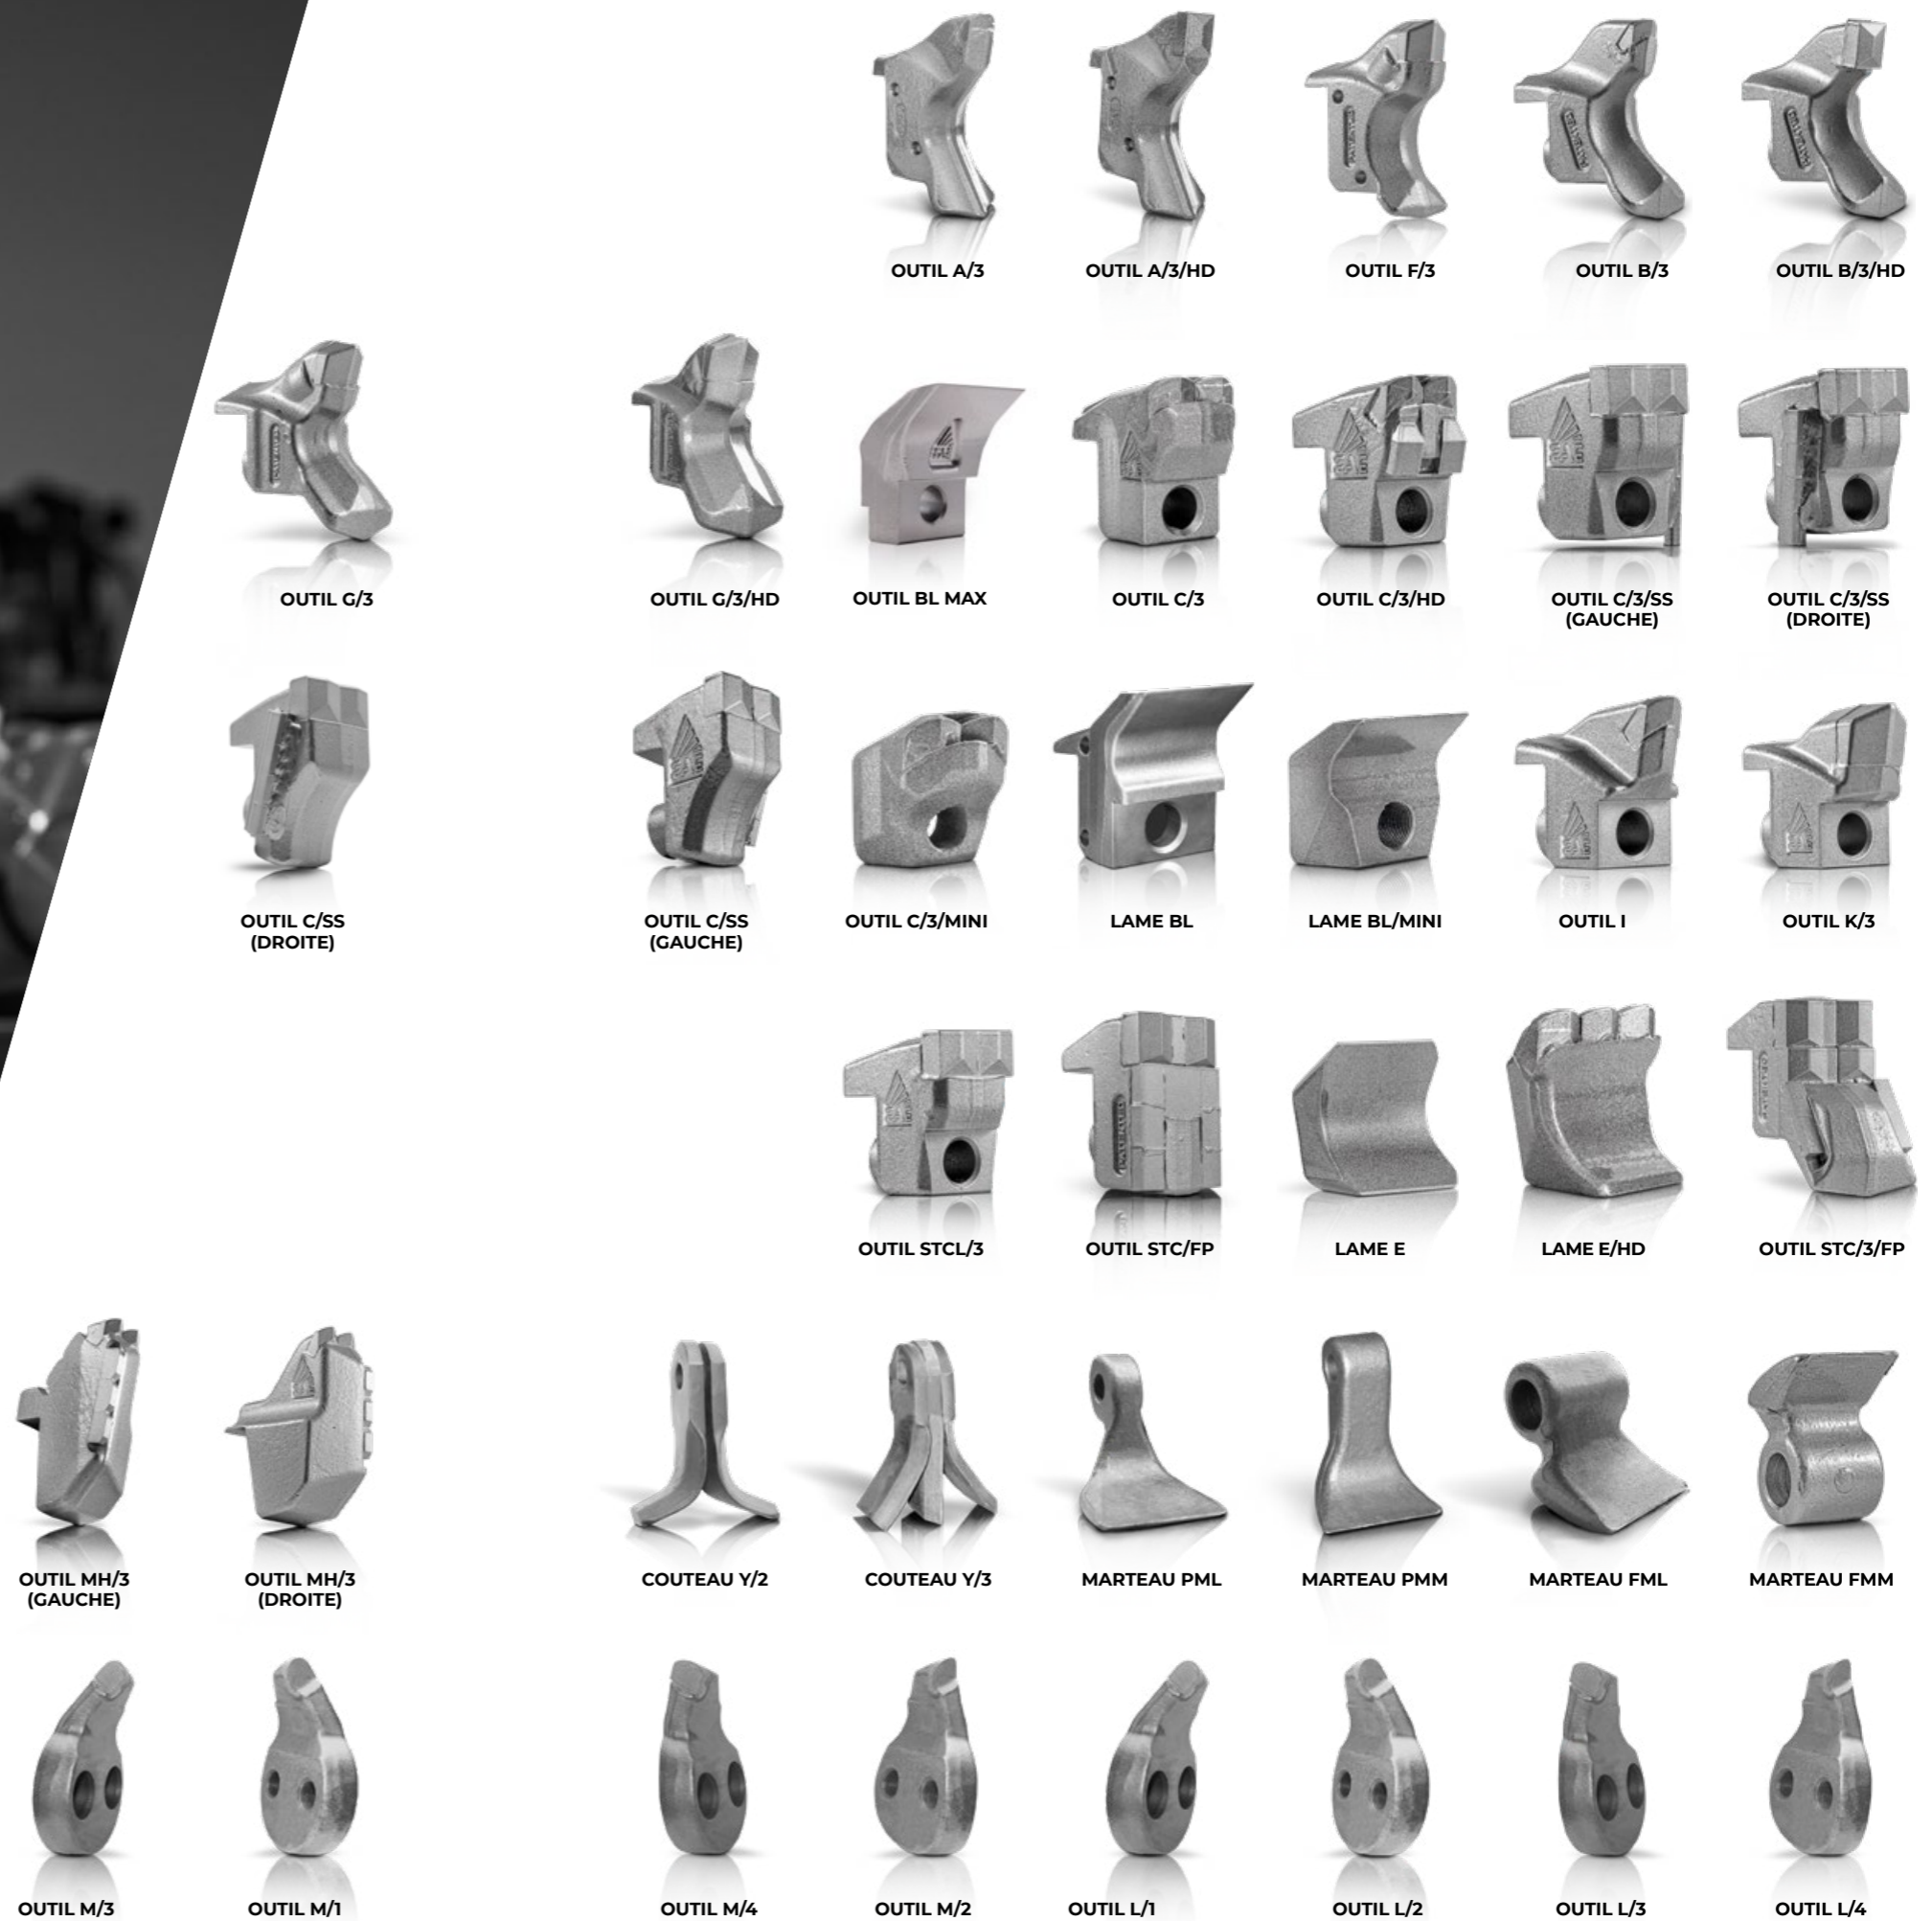 OUTIL A/3
OUTIL A/3/HD
OUTIL F/3
OUTIL B/3
OUTIL B/3/HD
OUTIL G/3
OUTIL G/3/HD
OUTIL BL MAX
OUTIL C/3
OUTIL C/3/HD
OUTIL C/3/SS
(GAUCHE)
OUTIL C/3/SS
(DROITE)
OUTIL C/SS
(DROITE)
OUTIL C/SS
(GAUCHE)
OUTIL C/3/MINI
LAME BL
LAME BL/MINI
OUTIL I
OUTIL K/3
OUTIL STCL/3
OUTIL STC/FP
LAME E
LAME E/HD
OUTIL STC/3/FP
OUTIL MH/3
(GAUCHE)
OUTIL MH/3
(DROITE)
COUTEAU Y/2
COUTEAU Y/3
MARTEAU PML
MARTEAU PMM
MARTEAU FML
MARTEAU FMM
OUTIL M/3
OUTIL M/1
OUTIL M/4
OUTIL M/2
OUTIL L/1
OUTIL L/2
OUTIL L/3
OUTIL L/4